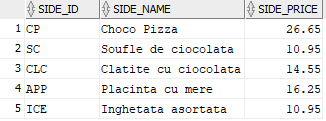 SIDE_ID SIDE_NAME SIDE_PRICE
1 CP Choco Pizza 26.65
2 SC Soufle de ciocolata 10.95
3 CLC Clatite cu ciocolata 14.55
4 APP Placinta cu mere 16.25
5 ICE Inghetata asortata 10.95